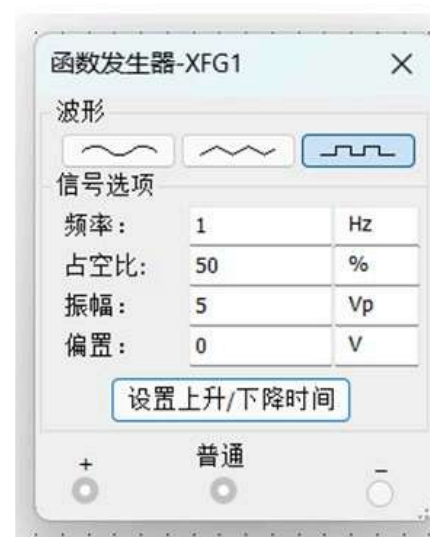 函数发生器-XFG1
波形
信号选项
频率： 1 Hz
占空比: 50 %
振幅： 5 Vp
偏置： 0 V
设置上升/下降时间
+ 普通 −